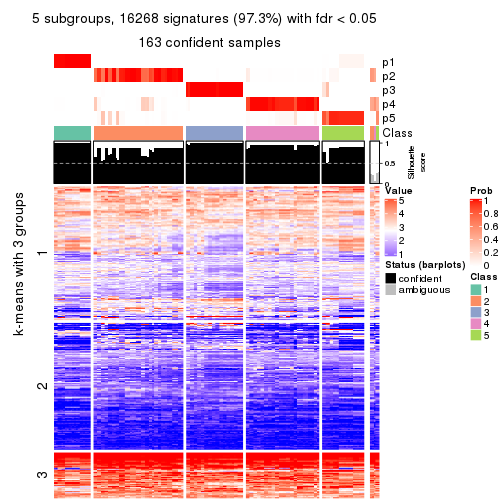 5 subgroups, 16268 signatures (97.3%) with fdr < 0.05
163 confident samples
p1
p2
p3
p4
p5
Class
1
0.5
0
Silhouette
score
k-means with 3 groups
1
2
3
Value
5
4
3
2
1
Status (barplots)
confident
ambiguous
Prob
1
0.8
0.6
0.4
0.2
0
Class
1
2
3
4
5